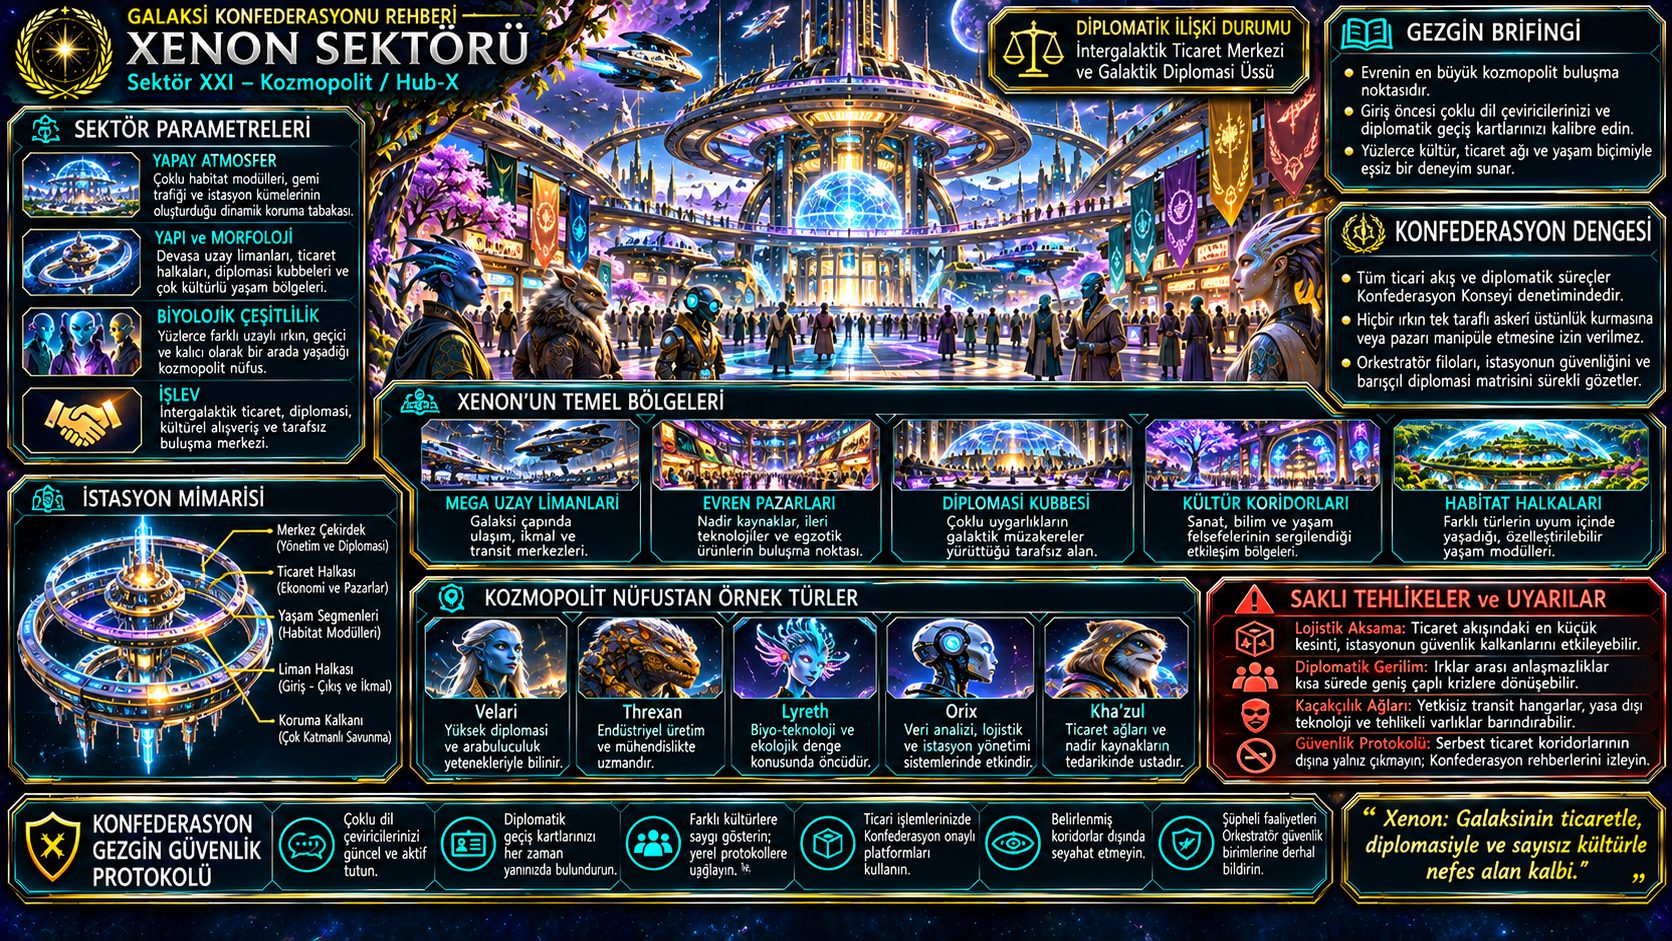 GALAKSİ KONFEDERASYONU REHBERİ
XENON SEKTÖRÜ
Sektör XXI – Kozmopolit / Hub-X
DİPLOMATİK İLİŞKİ DURUMU
İntergalaktik Ticaret Merkezi
ve Galaktik Diplomasi Üssü
GEZGİN BRİFİNGİ
Evrenin en büyük kozmopolit buluşma
noktasıdır.
Giriş öncesi çoklu dil çeviricilerinizi ve
diplomatik geçiş kartlarınızı kalibre edin.
Yüzlerce kültür, ticaret ağı ve yaşam biçimiyle
eşsiz bir deneyim sunar.
SEKTÖR PARAMETRELERİ
YAPAY ATMOSFER
Çoklu habitat modülleri, gemi
trafiği ve istasyon kümelerinin
oluşturduğu dinamik koruma tabakası.
YAPI ve MORFOLOJİ
Devasa uzay limanları, ticaret
halkaları, diplomasi kubbeleri ve
çok kültürlü yaşam bölgeleri.
BİYOLOJİK ÇEŞİTLİLİK
Yüzlerce farklı uzaylı ırkın, geçici
ve kalıcı olarak bir arada yaşadığı
kozmopolit nüfus.
İŞLEV
İntergalaktik ticaret, diplomasi,
kültürel alışveriş ve tarafsız
buluşma merkezi.
KONFEDERASYON DENGESİ
Tüm ticari akış ve diplomatik süreçler
Konfederasyon Konseyi denetimindedir.
Hiçbir ırkın tek taraflı askerî üstünlük kurmasına
veya pazarı manipüle etmesine izin verilmez.
Orkestratör filoları, istasyonun güvenliğini ve
barışçıl diplomasi matrisini sürekli gözetler.
XENON'UN TEMEL BÖLGELERİ
MEGA UZAY LİMANLARI
Galaksi çapında
ulaşım, ikmal ve
transit merkezleri.
EVREN PAZARLARI
Nadir kaynaklar, ileri
teknolojiler ve egzotik
ürünlerin buluşma noktası.
DİPLOMASİ KUBBESİ
Çoklu uygarlıkların
galaktik müzakereler
yürüttüğü tarafsız alan.
KÜLTÜR KORİDORLARI
Sanat, bilim ve yaşam
felsefelerinin sergilendiği
etkileşim bölgeleri.
HABİTAT HALKALARI
Farklı türlerin uyum içinde
yaşadığı, özelleştirilebilir
yaşam modülleri.
İSTASYON MİMARİSİ
Merkez Çekirdek
(Yönetim ve Diplomasi)
Ticaret Halkası
(Ekonomi ve Pazarlar)
Yaşam Segmenleri
(Habitat Modülleri)
Liman Halkası
(Giriş - Çıkış ve İkmal)
Koruma Kalkanı
(Çok Katmanlı Savunma)
KOZMOPOLİT NÜFUSTAN ÖRNEK TÜRLER
Velari
Yüksek diplomasi
ve arabuluculuk
yetenekleriyle bilinir.
Threxan
Endüstriyel üretim
ve mühendislikte
uzmandır.
Lyreth
Biyo-teknoloji ve
ekolojik denge
konusunda öncüdür.
Orix
Veri analizi, lojistik
ve istasyon yönetimi
sistemlerinde etkindir.
Kha'zul
Ticaret ağları ve
nadir kaynakların
tedarikinde ustadır.
SAKLI TEHLİKELER ve UYARILAR
Lojistik Aksama: Ticaret akışındaki en küçük
kesinti, istasyonun güvenlik kalkanlarını etkileyebilir.
Diplomatik Gerilim: Irklar arası anlaşmazlıklar
kısa sürede geniş çaplı krizlere dönüşebilir.
Kaçakçılık Ağları: Yetkisiz transit hangarlar, yasa dışı
teknoloji ve tehlikeli varlıklar barındırabilir.
Güvenlik Protokolü: Serbest ticaret koridorlarının
dışına yalnız çıkmayın; Konfederasyon rehberlerini izleyin.
KONFEDERASYON
GEZGİN GÜVENLİK
PROTOKOLÜ
Çoklu dil
çeviricilerinizi
güncel ve aktif
tutun.
Diplomatik
geçiş kartlarınızı
her zaman
yanınızda bulundurun.
Farklı kültürlere
saygı gösterin;
yerel protokollere
uğlayın.
Ticari işlemlerinizde
Konfederasyon onaylı
platformları
kullanın.
Belirlenmiş
koridorlar dışında
seyahat etmeyin.
Şüpheli faaliyetleri
Orkestratör güvenlik
birimlerine derhal
bildirin.
“ Xenon: Galaksinin ticaretle,
diplomasiyle ve sayısız kültürle
nefes alan kalbi.” ”